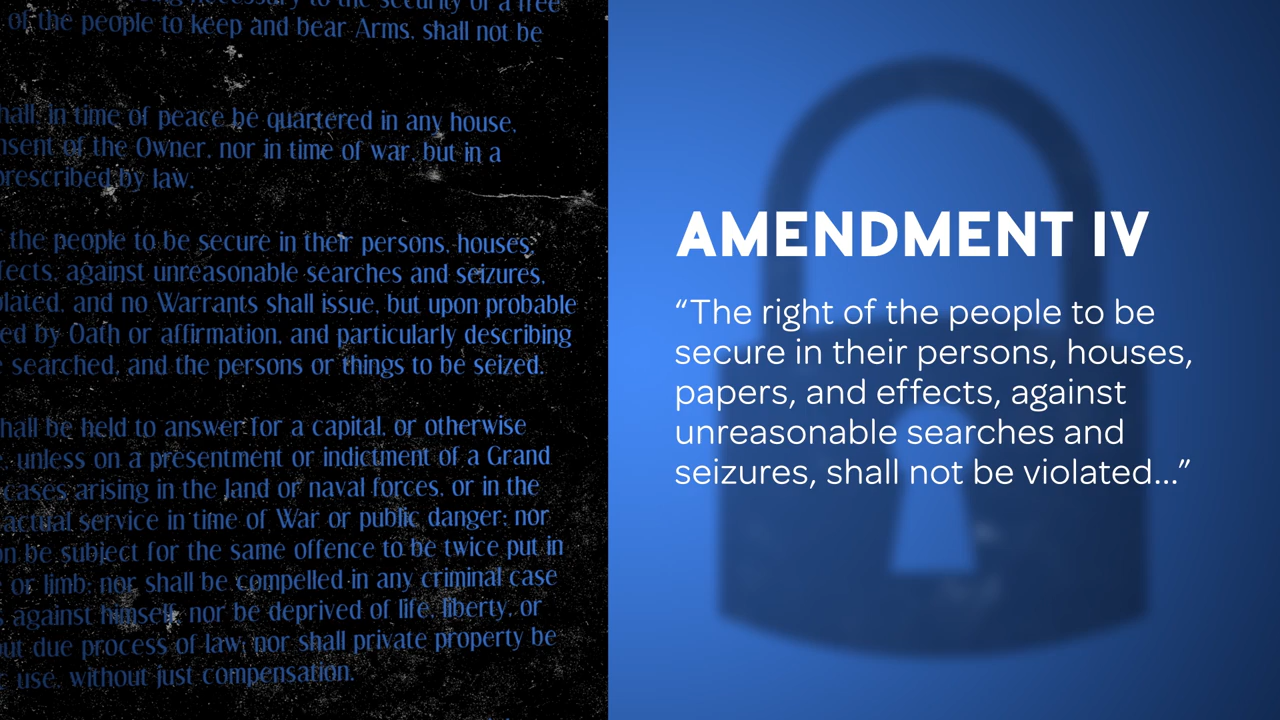 necessary to the security of a free
of the people to keep and bear Arms, shall not be
hall, in time of peace be quartered in any house,
nsent of the Owner, nor in time of war, but in a
prescribed by law.
the people to be secure in their persons, houses,
fects, against unreasonable searches and seizures,
lated, and no Warrants shall issue, but upon probable
ed by Oath or affirmation, and particularly describing
searched, and the persons or things to be seized.
hall be held to answer for a capital, or otherwise
unless on a presentment or indictment of a Grand
cases arising in the land or naval forces, or in the
actual service in time of War or public danger; nor
on be subject for the same offence to be twice put in
or limb; nor shall be compelled in any criminal case
against himself, nor be deprived of life, liberty, or
out due process of law; nor shall private property be
use, without just compensation.
AMENDMENT IV
“The right of the people to be
secure in their persons, houses,
papers, and effects, against
unreasonable searches and
seizures, shall not be violated...”